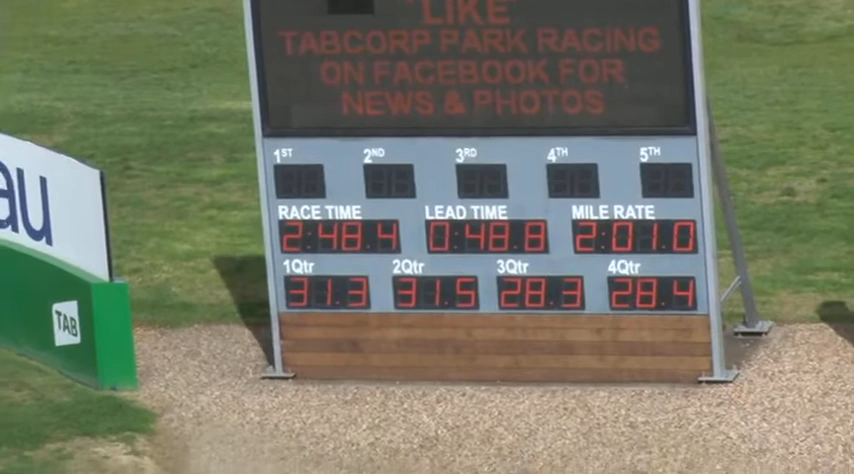 "LIKE"
TABCORP PARK RACING
ON FACEBOOK FOR
NEWS & PHOTOS
1ST 2ND 3RD 4TH 5TH
RACE TIME LEAD TIME MILE RATE
2:48.4 0:48.8 2:01.0
1Qtr 2Qtr 3Qtr 4Qtr
31.3 31.5 28.3 28.4
au
TAB